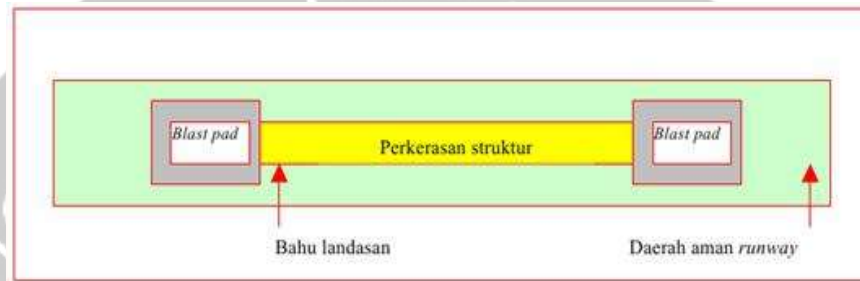 Blast pad
Perkerasan struktur
Blast pad
Bahu landasan
Daerah aman runway